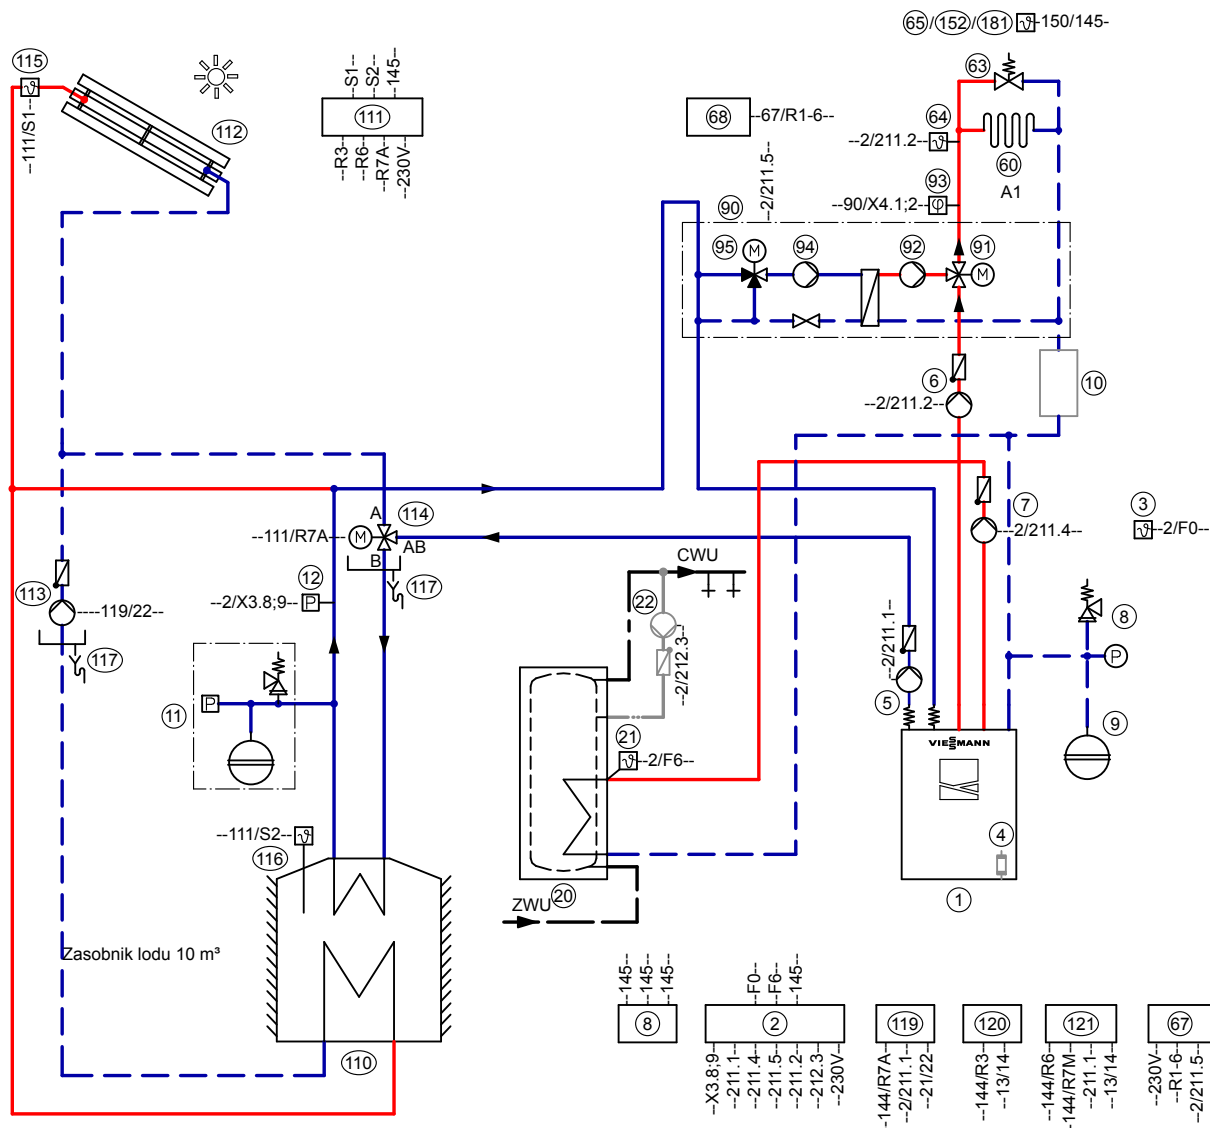 65/152/181 ϑ-150/145-
115
ϑ
--111/S1--
112
S1--
S2--
145--
111
--R3
--R6
--R7A
--230V
68 --67/R1-6--
--2/211.5--
63
64
--2/211.2-- ϑ
60
A1
93
--90/X4.1;2-- φ
90
95 M 94 92 91 M
6
--2/211.2--
10
7
--2/211.4--
3
ϑ--2/F0--
A 114
--111/R7A-- M AB
B
117
12
--2/X3.8;9-- P
113
----119/22--
117
CWU
22
--2/212.3--
--2/211.1--
5
8
P
9
11 P
21
ϑ--2/F6--
VIESSMANN
4
1
--111/S2-- ϑ
116
20
ZWU
Zasobnik lodu 10 m³
110
--145--
--145--
--145--
8
--F0--
--F6--
--145--
2
--X3.8;9
--211.1--
--211.4--
--211.5--
--211.2--
--212.3--
--230V
119
--144/R7A
--2/211.1--
--21/22
120
--144/R3
--13/14
121
--144/R6
--144/R7M
--211.1--
--13/14
67
--230V
--R1-6--
--2/211.5--